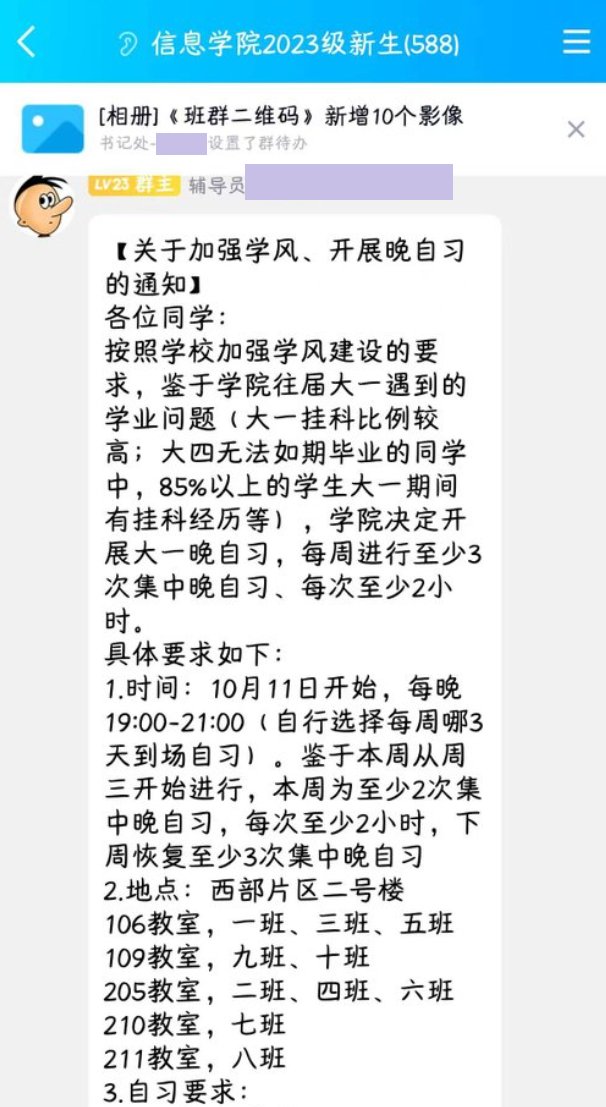 信息学院2023级新生(588)
[相册]《班群二维码》新增10个影像
书记处-
设置了群待办
LV23 群主 辅导员
【关于加强学风、开展晚自习
的通知】
各位同学：
按照学校加强学风建设的要
求，鉴于学院往届大一遇到的
学业问题（大一挂科比例较
高；大四无法如期毕业的同学
中，85%以上的学生大一期间
有挂科经历等），学院决定开
展大一晚自习，每周进行至少3
次集中晚自习、每次至少2小
时。
具体要求如下：
1.时间：10月11日开始，每晚
19:00-21:00（自行选择每周哪3
天到场自习）。鉴于本周从周
三开始进行，本周为至少2次集
中晚自习，每次至少2小时，下
周恢复至少3次集中晚自习
2.地点：西部片区二号楼
106教室，一班、三班、五班
109教室，九班、十班
205教室，二班、四班、六班
210教室，七班
211教室，八班
3.自习要求：